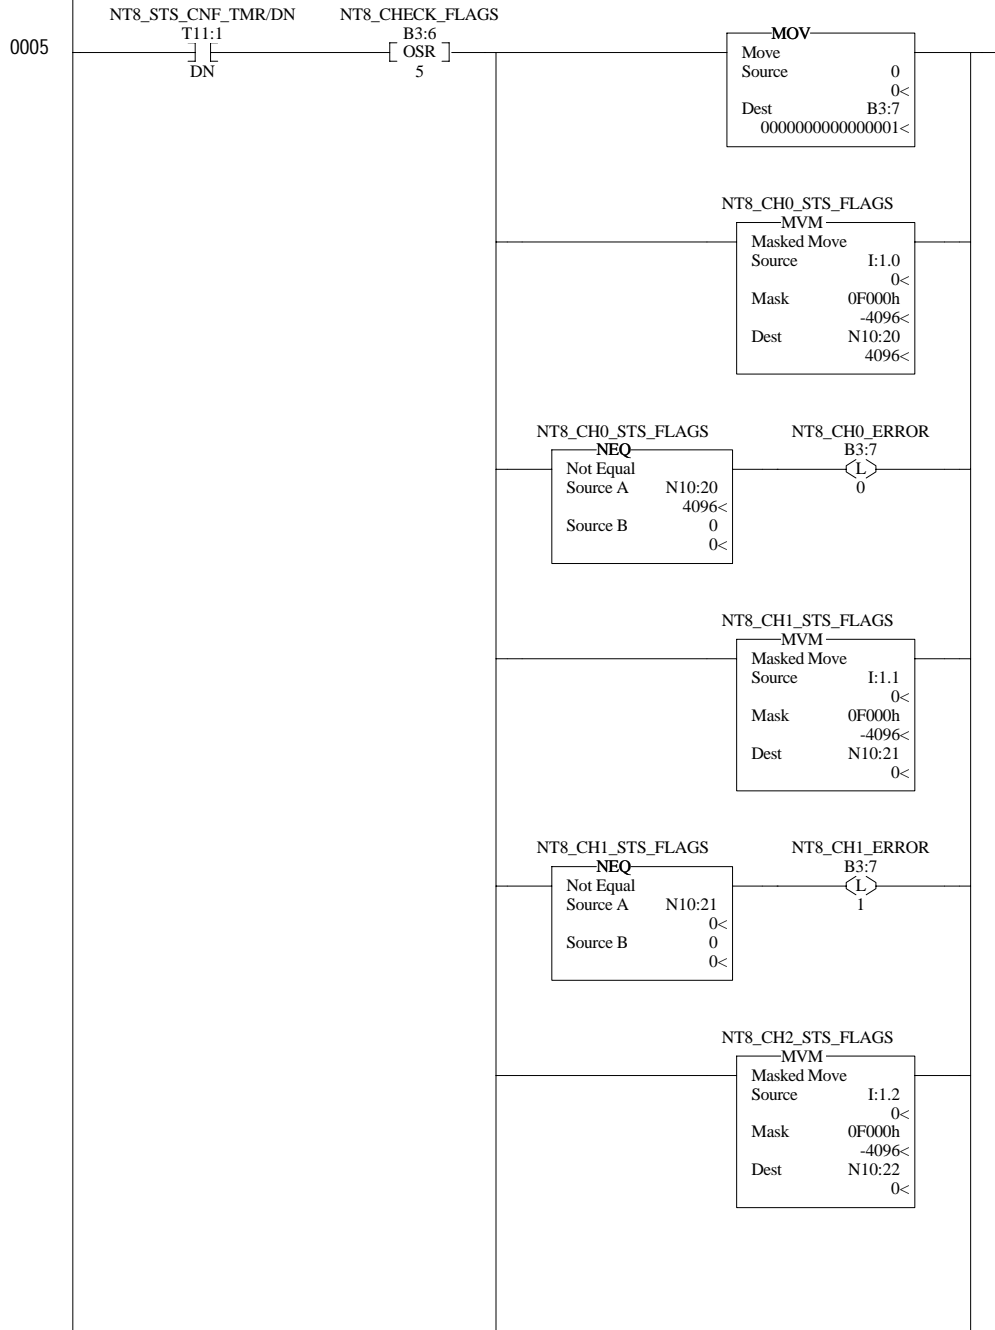 NT8_STS_CNF_TMR/DN NT8_CHECK_FLAGS
T11:1 B3:6 MOV
0005 OSR Move
DN 5 Source 0
0<
Dest B3:7
0000000000000001<
NT8_CH0_STS_FLAGS
MVM
Masked Move
Source I:1.0
0<
Mask 0F000h
-4096<
Dest N10:20
4096<
NT8_CH0_STS_FLAGS NT8_CH0_ERROR
NEQ B3:7
Not Equal L
Source A N10:20 0
4096<
Source B 0
0<
NT8_CH1_STS_FLAGS
MVM
Masked Move
Source I:1.1
0<
Mask 0F000h
-4096<
Dest N10:21
0<
NT8_CH1_STS_FLAGS NT8_CH1_ERROR
NEQ B3:7
Not Equal L
Source A N10:21 1
0<
Source B 0
0<
NT8_CH2_STS_FLAGS
MVM
Masked Move
Source I:1.2
0<
Mask 0F000h
-4096<
Dest N10:22
0<